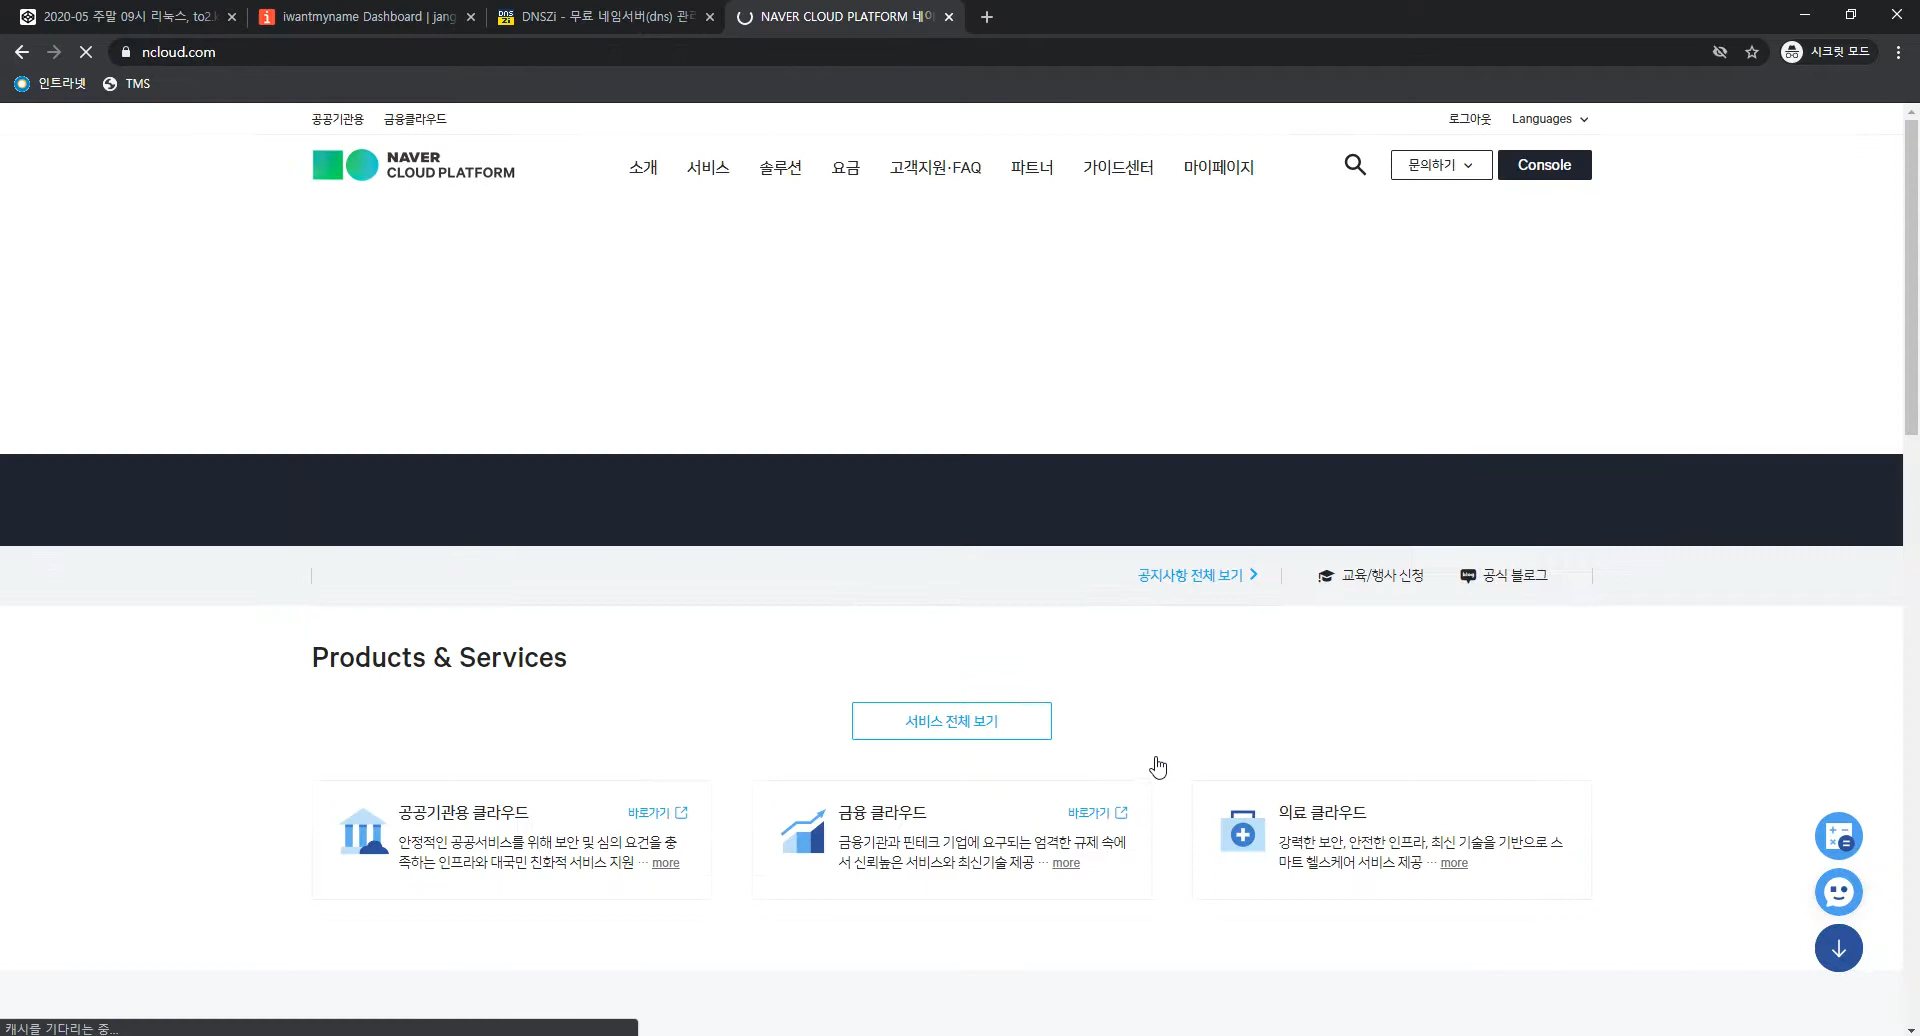 2020-05 주말 09시 리눅스, to2.
iwantmyname Dashboard | jang
DNSZi - 무료 네임서버(dns) 관리
NAVER CLOUD PLATFORM 네이
ncloud.com
시크릿 모드
인트라넷
TMS
공공기관용
금융클라우드
로그아웃
Languages
NAVER
CLOUD PLATFORM
소개
서비스
솔루션
요금
고객지원·FAQ
파트너
가이드센터
마이페이지
문의하기
Console
공지사항 전체 보기
교육/행사 신청
공식 블로그
Products & Services
서비스 전체 보기
공공기관용 클라우드
바로가기
안정적인 공공서비스를 위해 보안 및 심의 요건을 충
족하는 인프라와 대국민 친화적 서비스 지원 ··· more
금융 클라우드
바로가기
금융기관과 핀테크 기업에 요구되는 엄격한 규제 속에
서 신뢰높은 서비스와 최신기술 제공 ··· more
의료 클라우드
강력한 보안, 안전한 인프라, 최신 기술을 기반으로 스
마트 헬스케어 서비스 제공 ··· more
캐시를 기다리는 중...